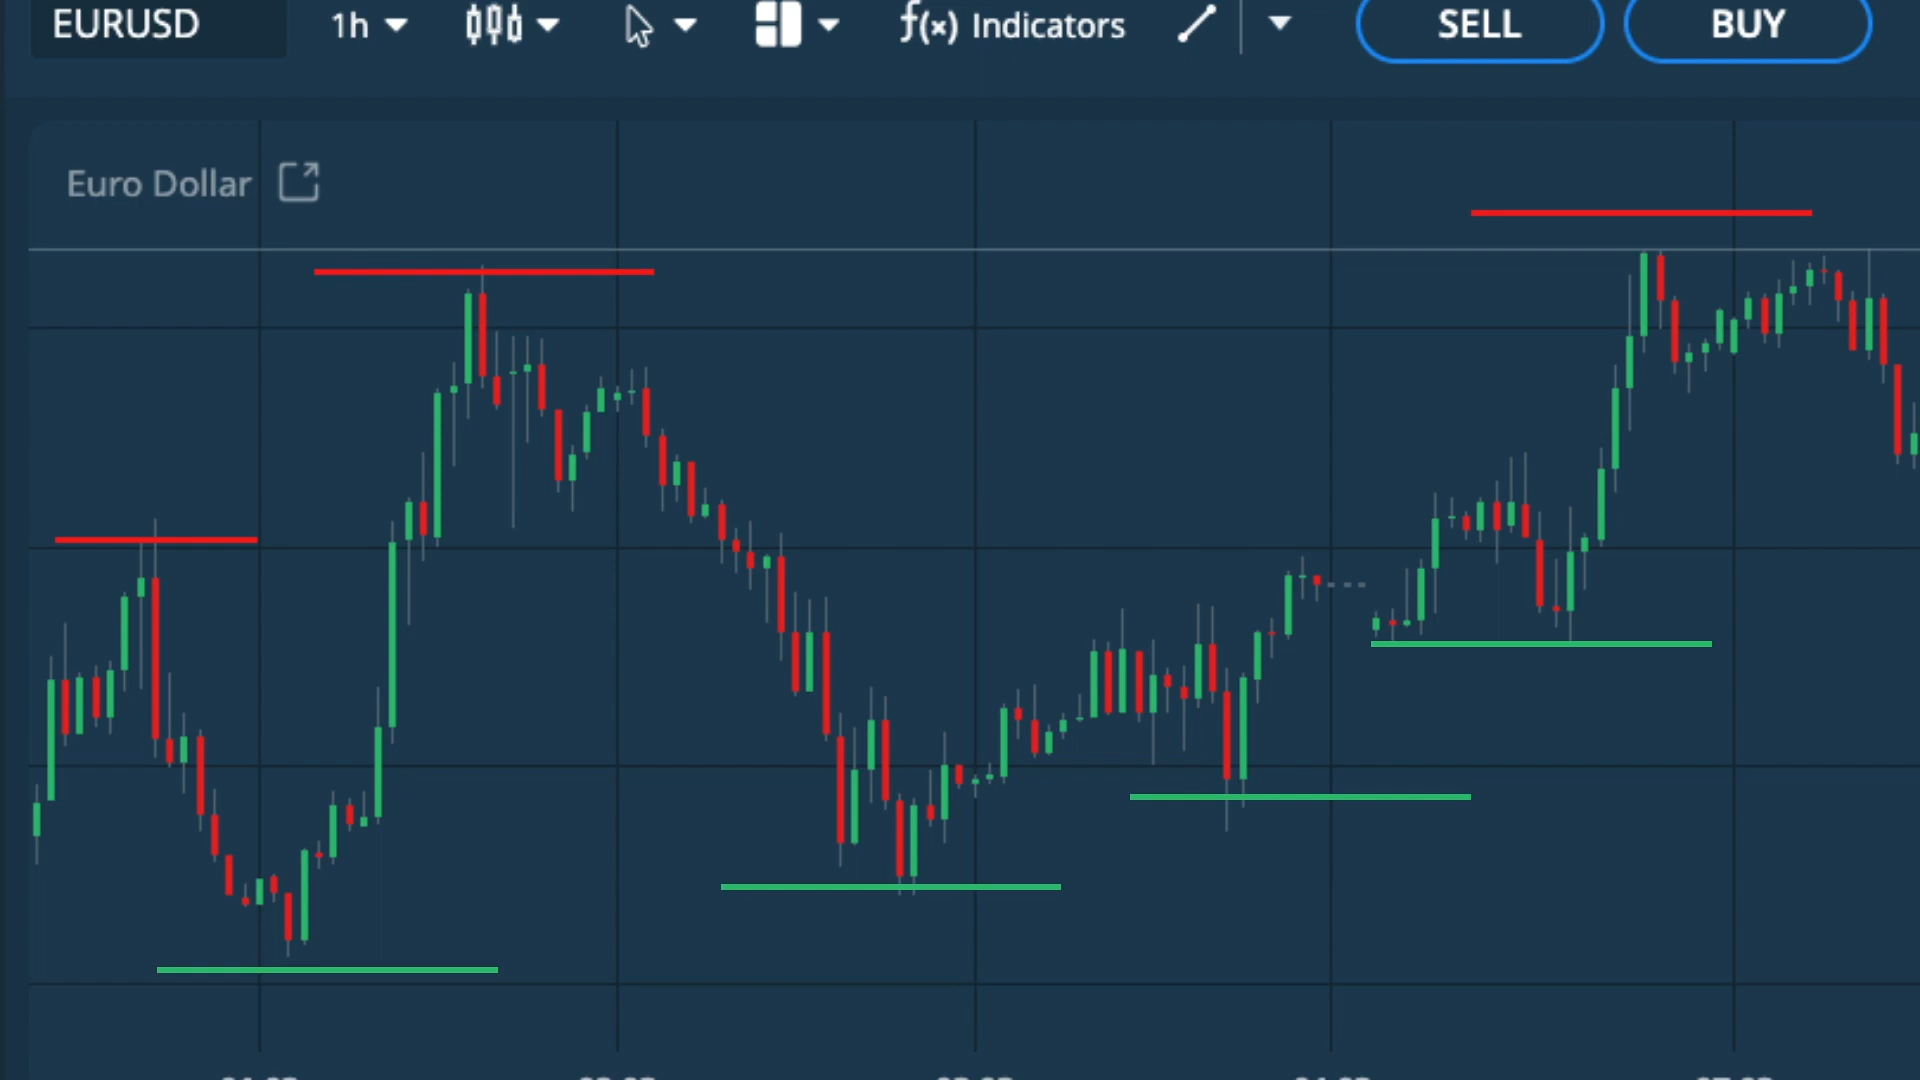 EURUSD
1h
f(x) Indicators
SELL
BUY
Euro Dollar